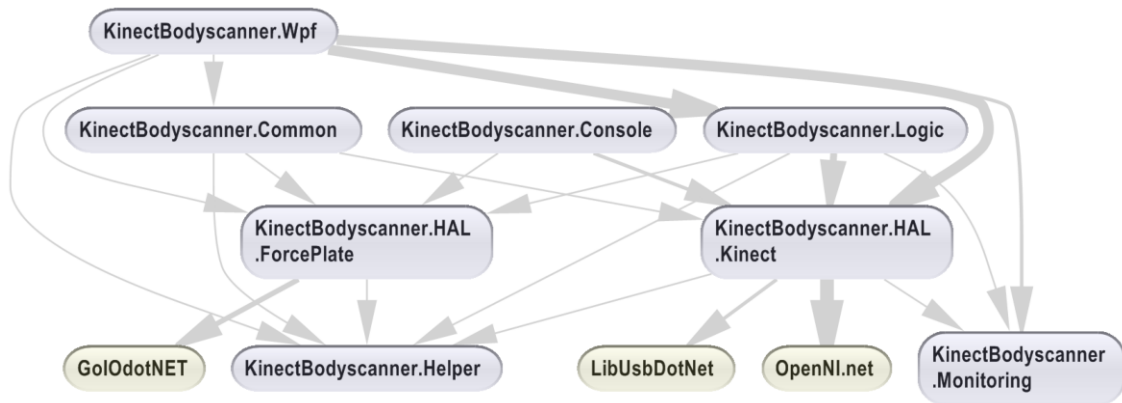 KinectBodyscanner.Wpf
KinectBodyscanner.Common
KinectBodyscanner.Console
KinectBodyscanner.Logic
KinectBodyscanner.HAL
.ForcePlate
KinectBodyscanner.HAL
.Kinect
GoIOdotNET
KinectBodyscanner.Helper
LibUsbDotNet
OpenNI.net
KinectBodyscanner
.Monitoring